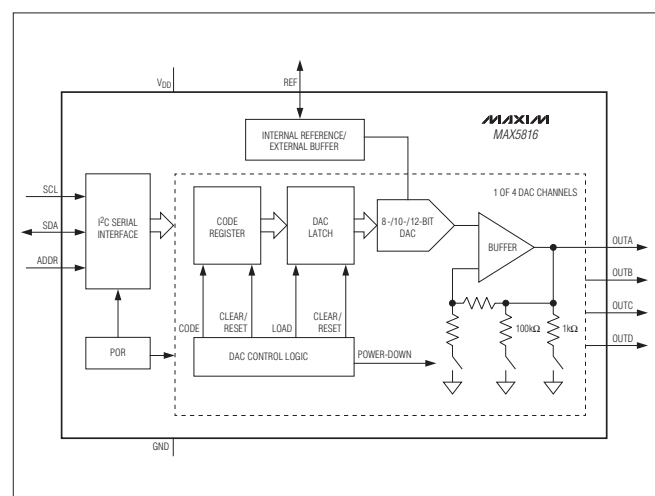 VDD
REF
MAXIM
MAX5816
INTERNAL REFERENCE/
EXTERNAL BUFFER
1 OF 4 DAC CHANNELS
SCL
SDA
ADDR
I2C SERIAL
INTERFACE
CODE
REGISTER
DAC
LATCH
8-/10-/12-BIT
DAC
BUFFER
OUTA
OUTB
OUTC
OUTD
CODE
CLEAR/
RESET
LOAD
CLEAR/
RESET
100kΩ
1kΩ
POR
DAC CONTROL LOGIC
POWER-DOWN
GND